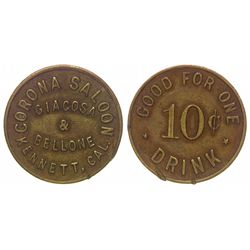 CORONA SALOON
GIACOSA
&
BELLONE
KENNETT, CAL.
GOOD FOR ONE
10¢
DRINK